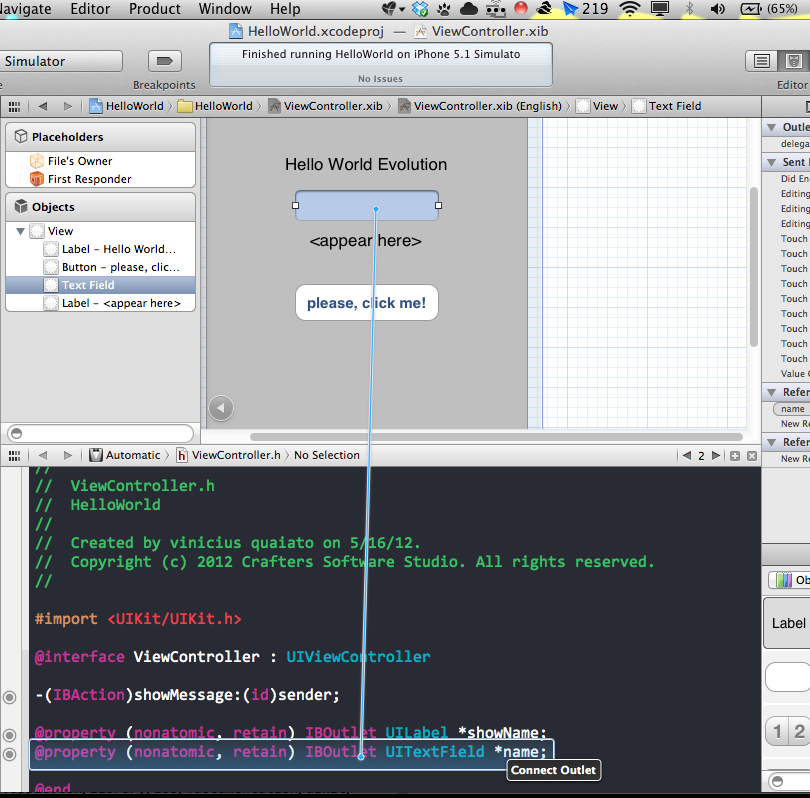 Navigate Editor Product Window Help 219 (65%)
HelloWorld.xcodeproj — ViewController.xib
Simulator
Breakpoints
Finished running HelloWorld on iPhone 5.1 Simulato
No Issues
Editor
HelloWorld HelloWorld ViewController.xib ViewController.xib (English) View Text Field
Placeholders
File's Owner
First Responder
Objects
View
Label – Hello World...
Button – please, clic...
Text Field
Label – <appear here>
Hello World Evolution
<appear here>
please, click me!
Outle
delega
Sent
Did En
Editing
Editing
Editing
Touch
Touch
Touch
Touch
Touch
Touch
Touch
Touch
Touch
Value C
Refer
name
New Re
Refer
New Re
Automatic ViewController.h No Selection 2
//
// ViewController.h
// HelloWorld
//
// Created by vinicius quaiato on 5/16/12.
// Copyright (c) 2012 Crafters Software Studio. All rights reserved.
//
#import <UIKit/UIKit.h>
@interface ViewController : UIViewController
-(IBAction)showMessage:(id)sender;
@property (nonatomic, retain) IBOutlet UILabel *showName;
@property (nonatomic, retain) IBOutlet UITextField *name;
Connect Outlet
@end
Ob
Label
1 2